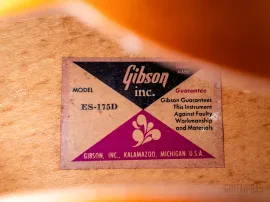 Gibson
inc.
MODEL
ES-175D
Guarantee
Gibson Guarantees
This Instrument
Against Faulty
Workmanship
and Materials
GIBSON, INC., KALAMAZOO, MICHIGAN U.S.A.